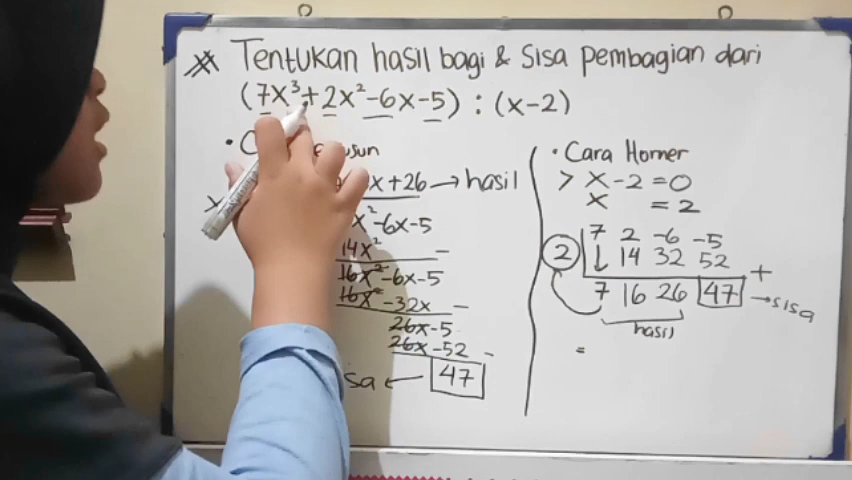 Tentukan hasil bagi & Sisa pembagian dari
(7x³+2x²-6x-5) : (x-2)
x+26 → hasil
x²-6x-5
14x² -
16x²-6x-5
16x²-32x -
26x-5
26x-52 -
sa ← 47
• Cara Horner
> x-2 = 0
x = 2
7 2 -6 -5
2 ↓ 14 32 52 +
7 16 26 47 → sisa
hasil
=